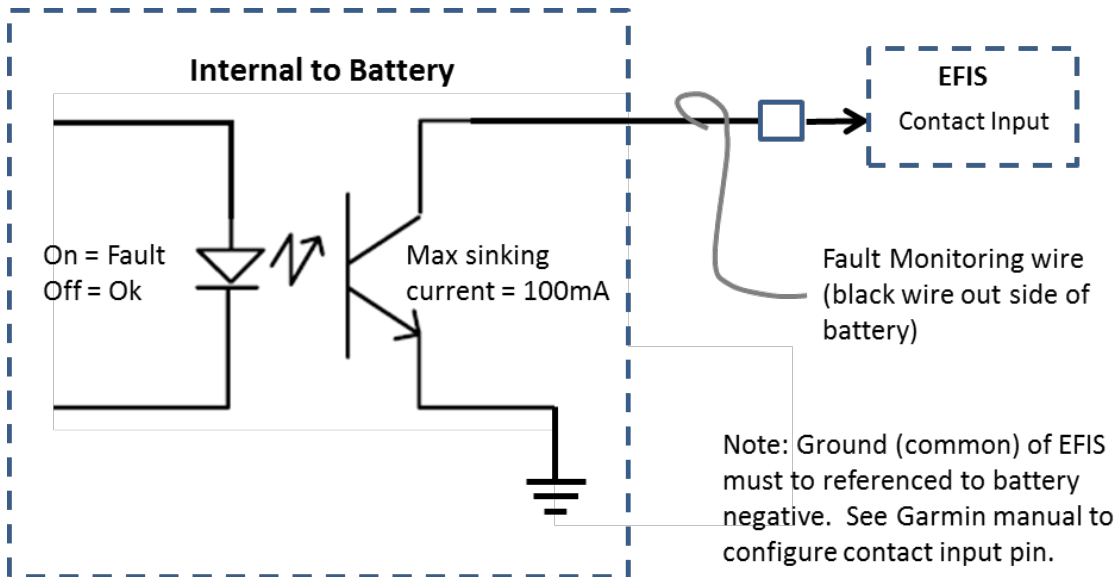 Internal to Battery
EFIS
Contact Input
On = Fault
Off = Ok
Max sinking
current = 100mA
Fault Monitoring wire
(black wire out side of
battery)
Note: Ground (common) of EFIS
must to referenced to battery
negative.  See Garmin manual to
configure contact input pin.